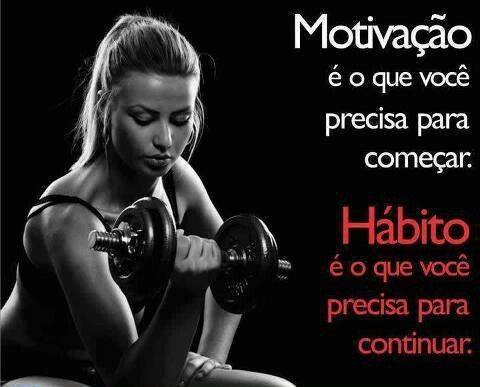 Motivação
é o que você
precisa para
começar.
Hábito
é o que você
precisa para
continuar.